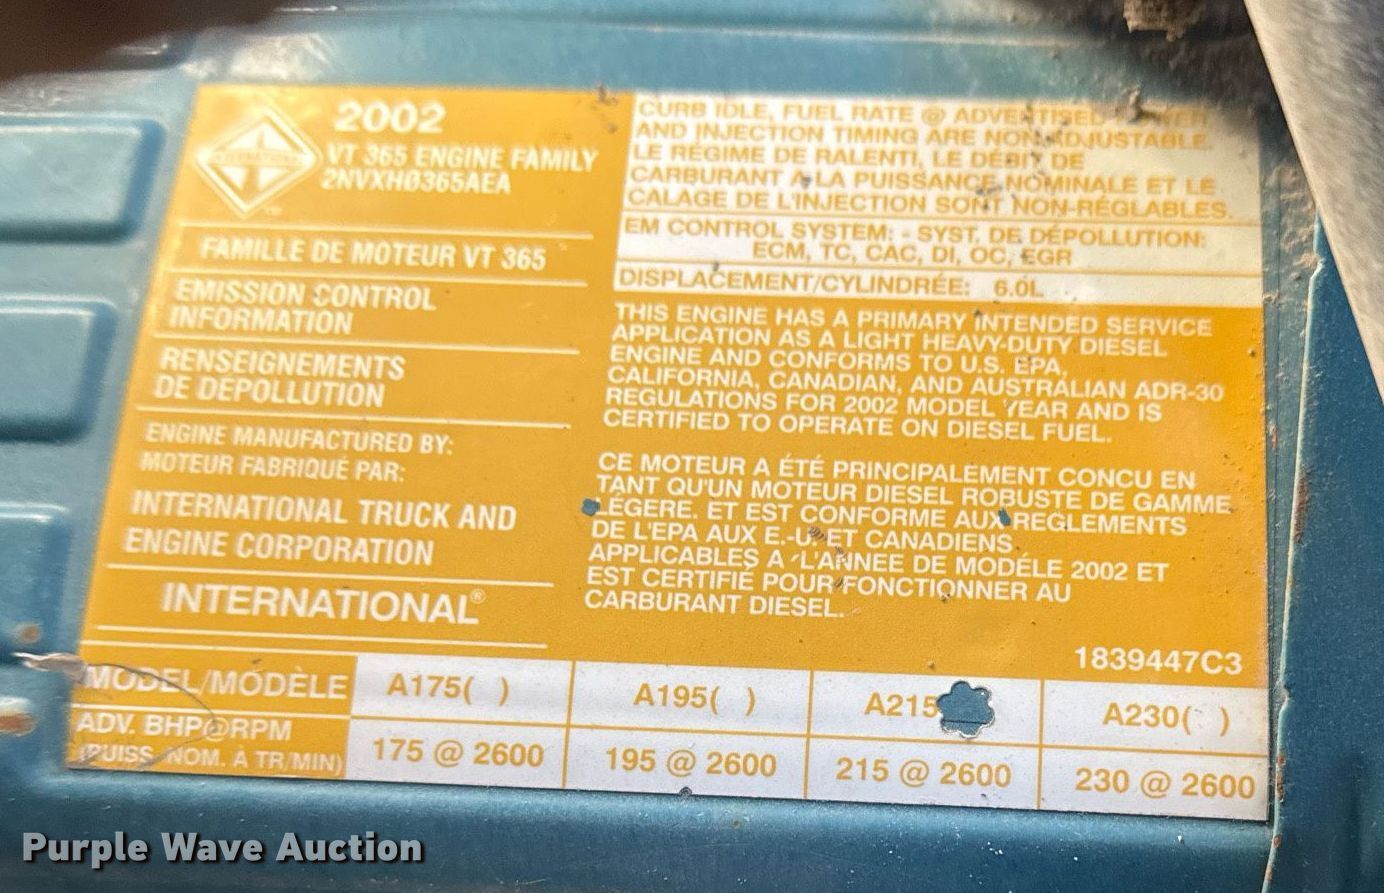 2002
VT 365 ENGINE FAMILY
2NVXH0365AEA
INTERNATIONAL
FAMILLE DE MOTEUR VT 365
EMISSION CONTROL
INFORMATION
RENSEIGNEMENTS
DE DÉPOLLUTION
ENGINE MANUFACTURED BY:
MOTEUR FABRIQUÉ PAR:
INTERNATIONAL TRUCK AND
ENGINE CORPORATION
INTERNATIONAL®
CURB IDLE, FUEL RATE @ ADVERTISED POWER
AND INJECTION TIMING ARE NON-ADJUSTABLE.
LE RÉGIME DE RALENTI, LE DÉBIT DE
CARBURANT A LA PUISSANCE NOMINALE ET LE
CALAGE DE L'INJECTION SONT NON-RÉGLABLES.
EM CONTROL SYSTEM: - SYST. DE DÉPOLLUTION:
ECM, TC, CAC, DI, OC, EGR
DISPLACEMENT/CYLINDRÉE: 6.0L
THIS ENGINE HAS A PRIMARY INTENDED SERVICE
APPLICATION AS A LIGHT HEAVY-DUTY DIESEL
ENGINE AND CONFORMS TO U.S. EPA,
CALIFORNIA, CANADIAN, AND AUSTRALIAN ADR-30
REGULATIONS FOR 2002 MODEL YEAR AND IS
CERTIFIED TO OPERATE ON DIESEL FUEL.
CE MOTEUR A ÉTÉ PRINCIPALEMENT CONCU EN
TANT QU'UN MOTEUR DIESEL ROBUSTE DE GAMME
LÉGERE. ET EST CONFORME AUX REGLEMENTS
DE L'EPA AUX E.-U. ET CANADIENS
APPLICABLES A L'ANNEE DE MODÉLE 2002 ET
EST CERTIFIÉ POUR FONCTIONNER AU
CARBURANT DIESEL.
1839447C3
MODEL/MODÈLE A175( ) A195( ) A215 A230( )
ADV. BHP@RPM
(PUISS. NOM. À TR/MIN) 175 @ 2600 195 @ 2600 215 @ 2600 230 @ 2600
Purple Wave Auction